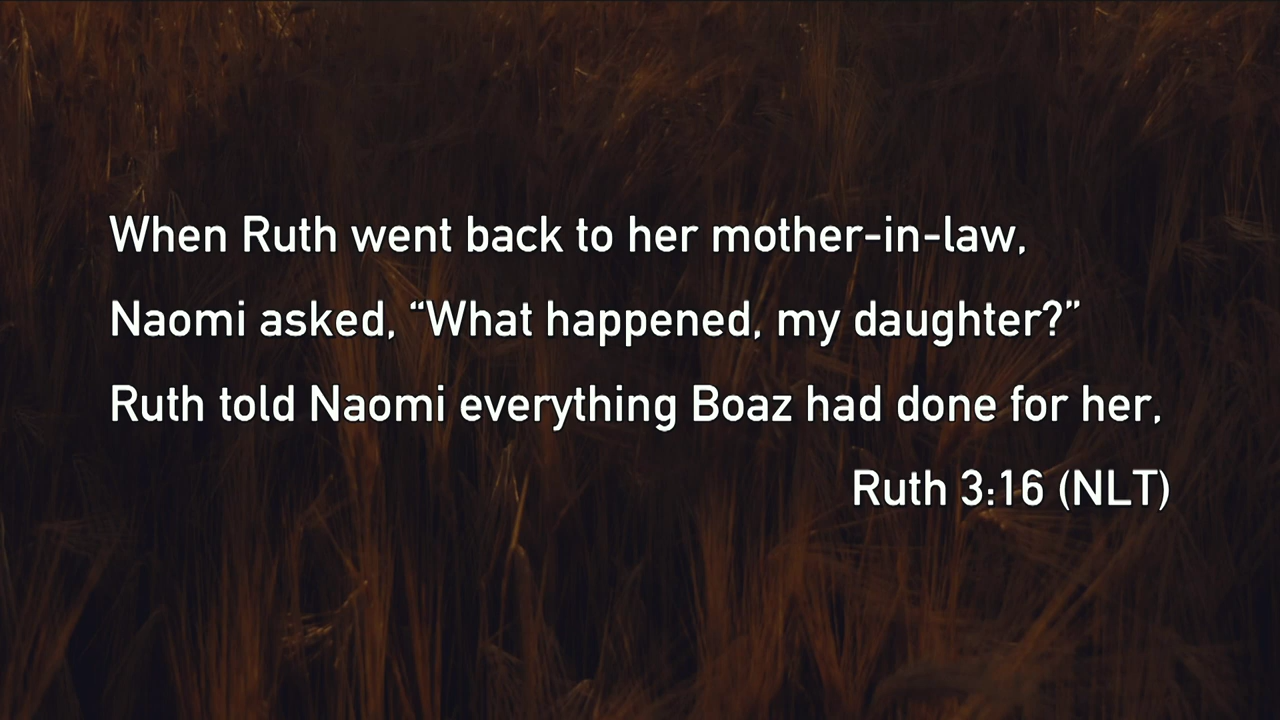 When Ruth went back to her mother-in-law,
Naomi asked, “What happened, my daughter?”
Ruth told Naomi everything Boaz had done for her,
Ruth 3:16 (NLT)